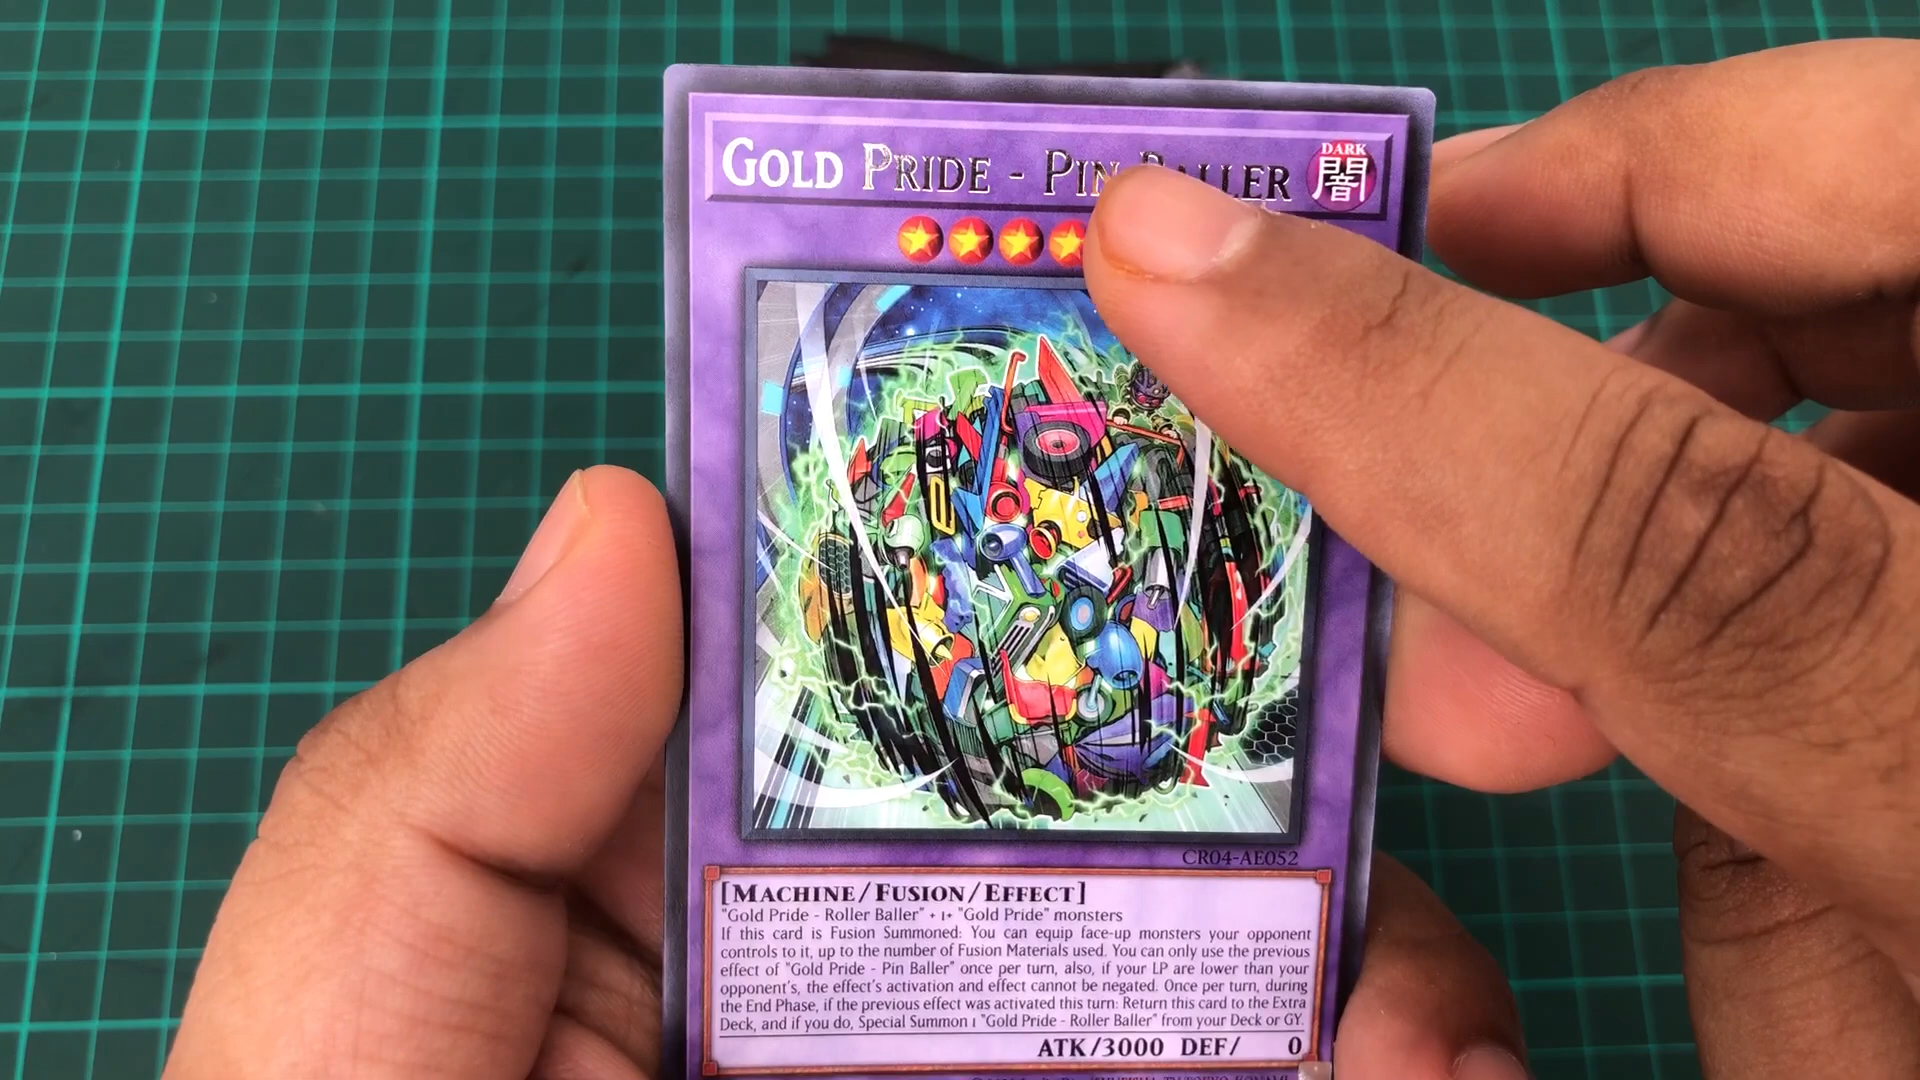 GOLD PRIDE - PIN BALLER
DARK
闇
CR04-AE052
[MACHINE/FUSION/EFFECT]
"Gold Pride - Roller Baller" + 1+ "Gold Pride" monsters
If this card is Fusion Summoned: You can equip face-up monsters your opponent
controls to it, up to the number of Fusion Materials used. You can only use the previous
effect of "Gold Pride - Pin Baller" once per turn, also, if your LP are lower than your
opponent's, the effect's activation and effect cannot be negated. Once per turn, during
the End Phase, if the previous effect was activated this turn: Return this card to the Extra
Deck, and if you do, Special Summon 1 "Gold Pride - Roller Baller" from your Deck or GY.
ATK/3000 DEF/ 0